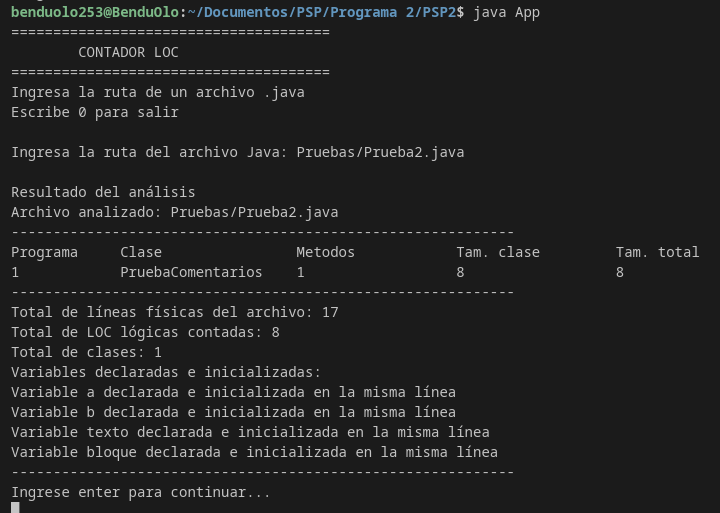 benduolo253@BenduOlo:~/Documentos/PSP/Programa 2/PSP2$ java App
======================================
        CONTADOR LOC
======================================
Ingresa la ruta de un archivo .java
Escribe 0 para salir

Ingresa la ruta del archivo Java: Pruebas/Prueba2.java

Resultado del análisis
Archivo analizado: Pruebas/Prueba2.java
------------------------------------------------------------
Programa     Clase                Metodos            Tam. clase         Tam. total
1            PruebaComentarios    1                  8                  8
------------------------------------------------------------
Total de líneas físicas del archivo: 17
Total de LOC lógicas contadas: 8
Total de clases: 1
Variables declaradas e inicializadas:
Variable a declarada e inicializada en la misma línea
Variable b declarada e inicializada en la misma línea
Variable texto declarada e inicializada en la misma línea
Variable bloque declarada e inicializada en la misma línea
------------------------------------------------------------
Ingrese enter para continuar...